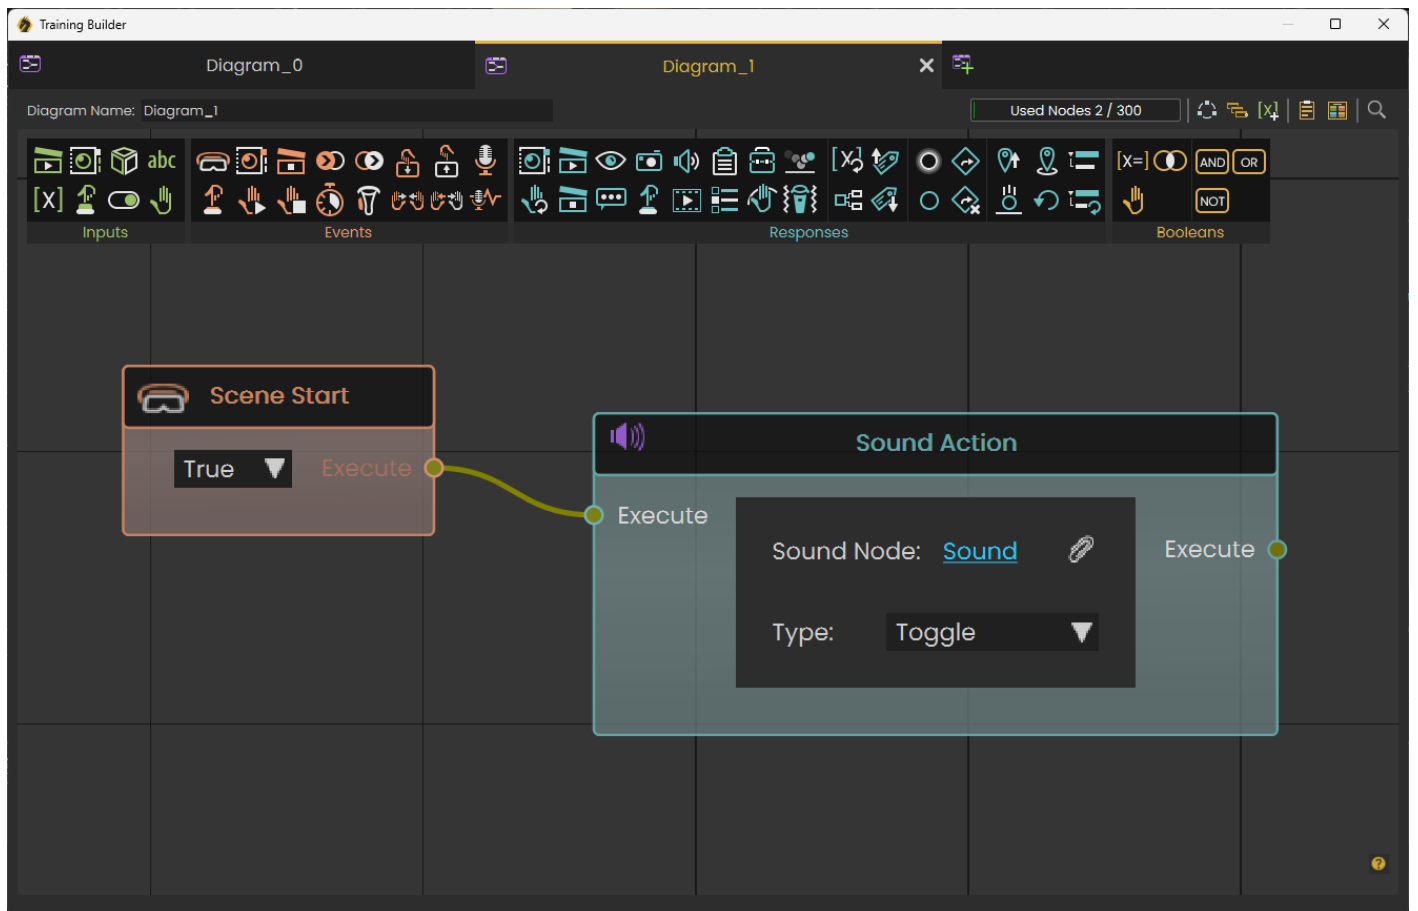 Training Builder
Diagram_0
Diagram_1
Diagram Name: Diagram_1
Used Nodes 2 / 300
abc
[X=]
AND
OR
[X]
NOT
Inputs
Events
Responses
Booleans
Scene Start
True
Execute
Sound Action
Execute
Sound Node: Sound
Execute
Type: Toggle
?